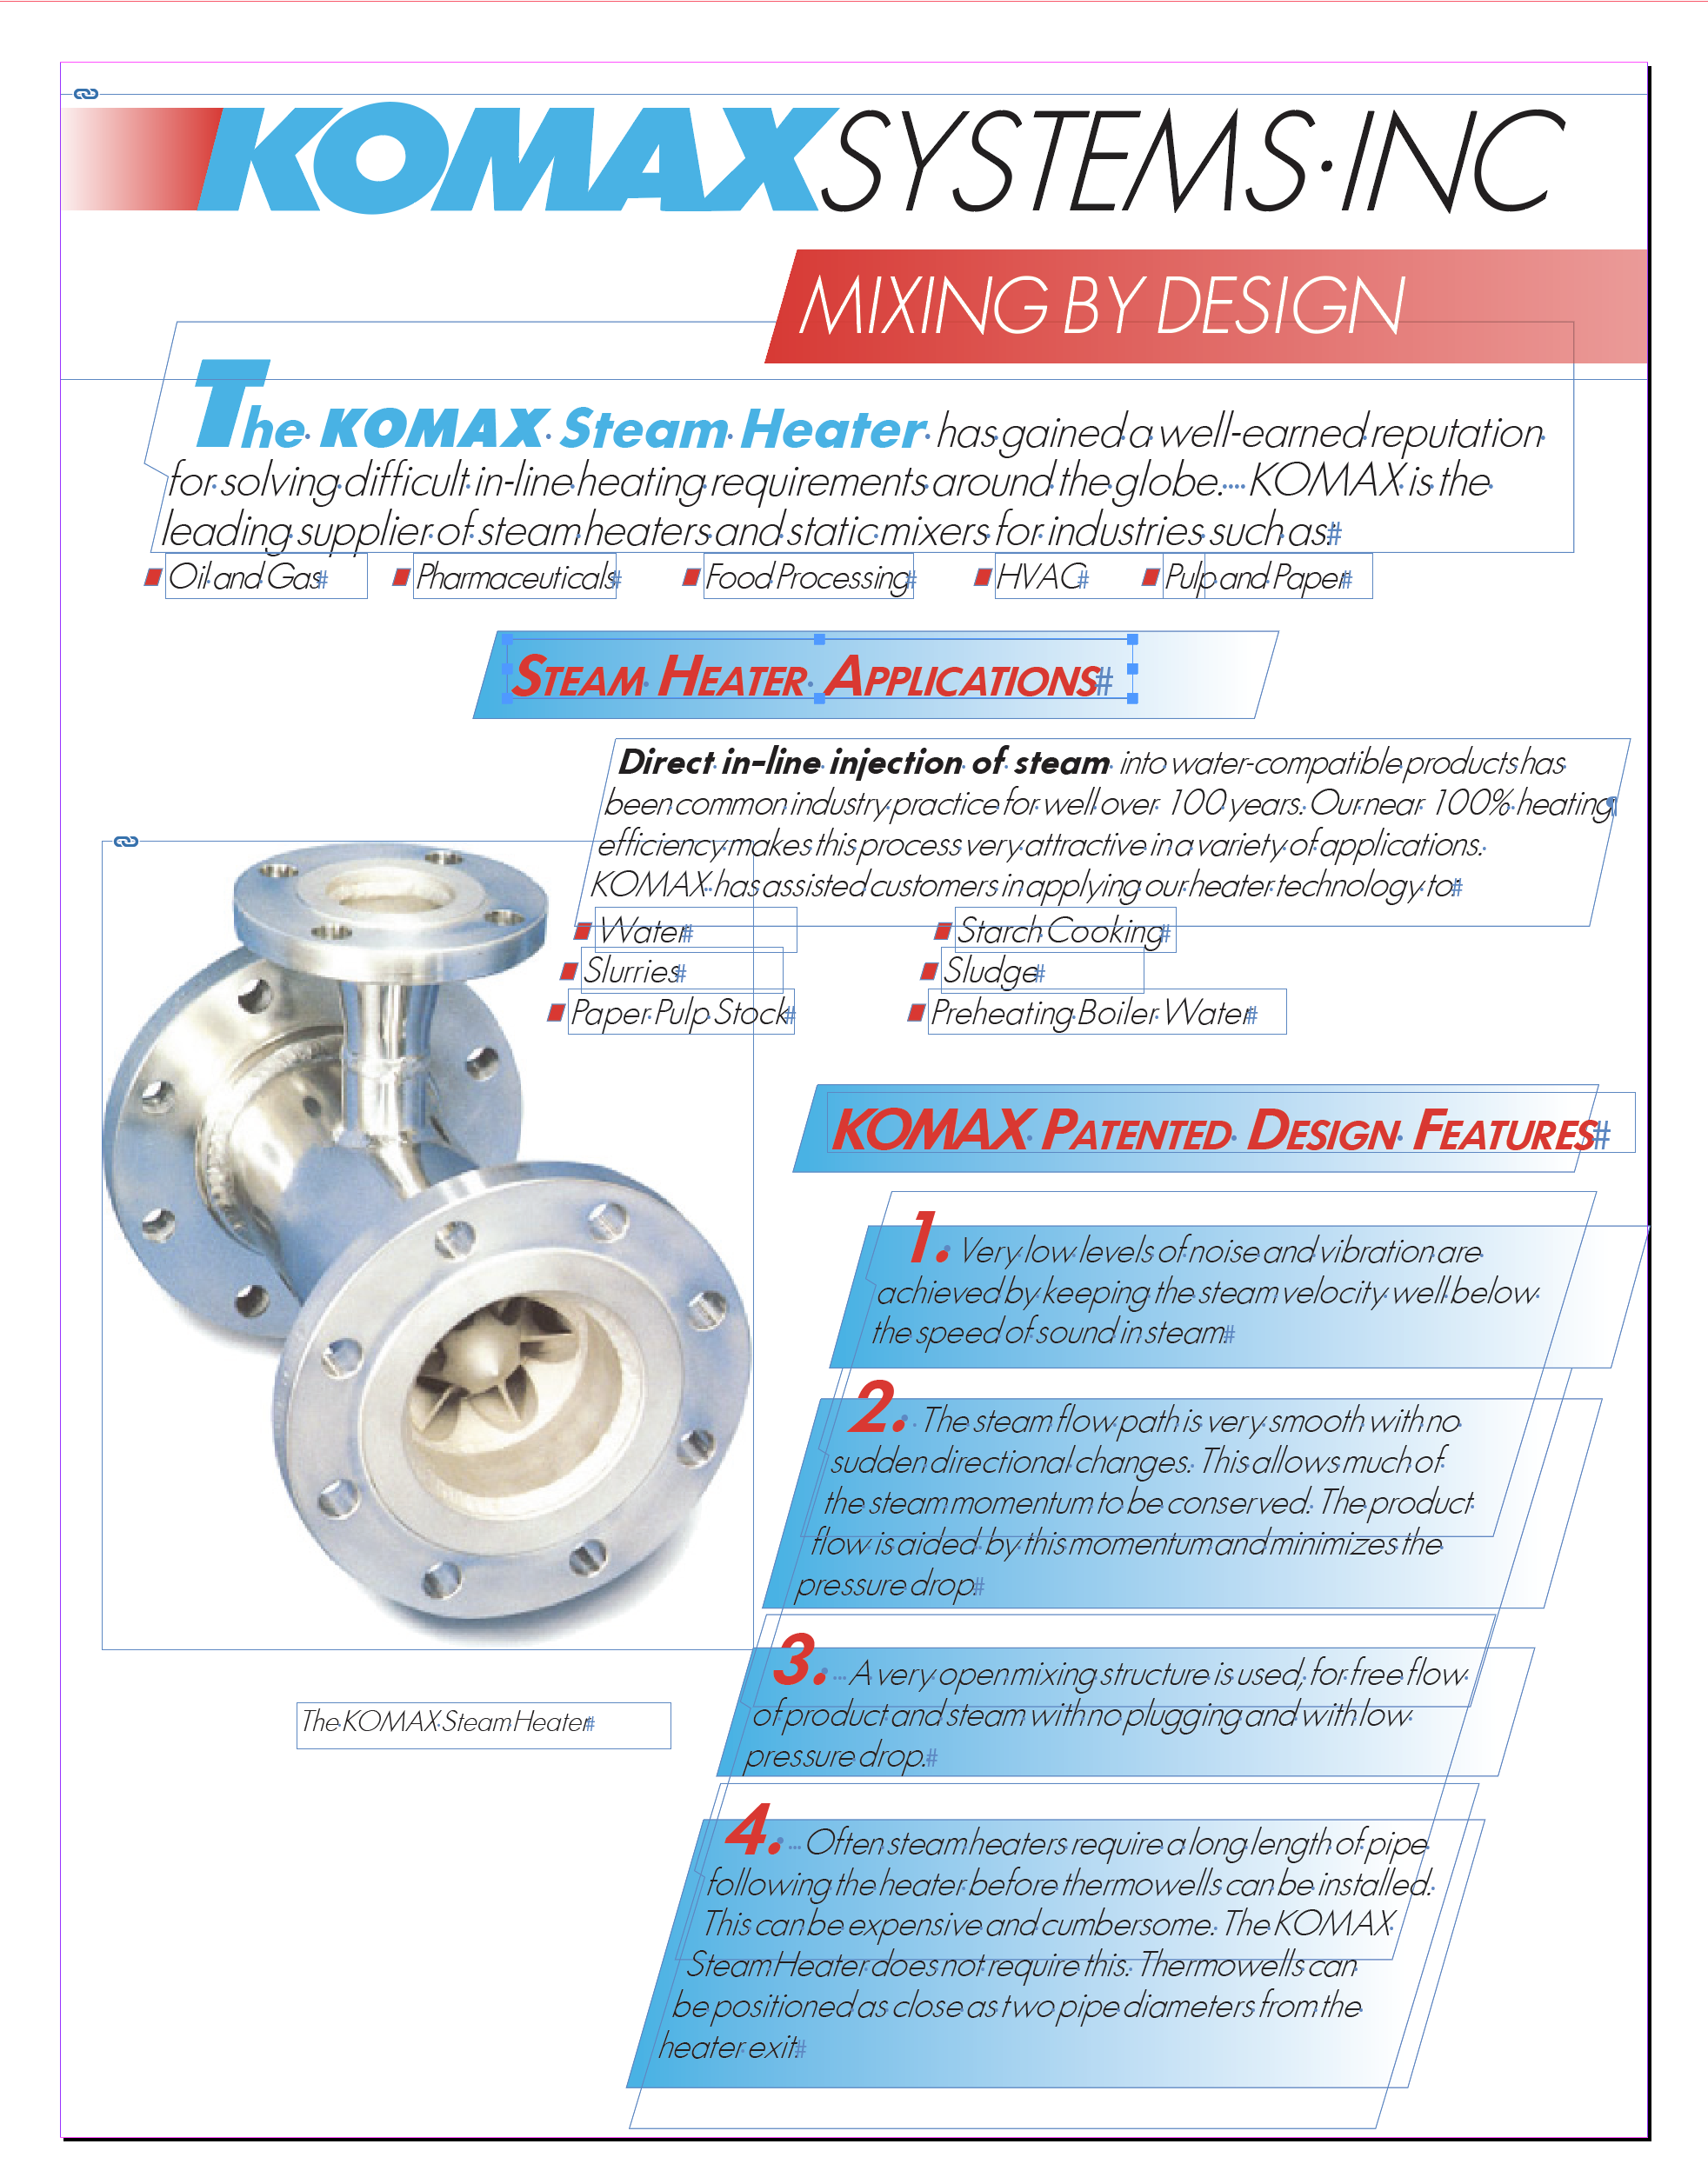 KOMAX SYSTEMS INC
MIXING BY DESIGN
The KOMAX Steam Heater has gained a well-earned reputation
for solving difficult in-line heating requirements around the globe. KOMAX is the
leading supplier of steam heaters and static mixers for industries such as
Oil and Gas Pharmaceuticals Food Processing HVAC Pulp and Paper
STEAM HEATER APPLICATIONS
Direct in-line injection of steam into water-compatible products has
been common industry practice for well over 100 years. Our near 100% heating
efficiency makes this process very attractive in a variety of applications.
KOMAX has assisted customers in applying our heater technology to
Water Starch Cooking
Slurries Sludge
Paper Pulp Stock Preheating Boiler Water
KOMAX PATENTED DESIGN FEATURES
1. Very low levels of noise and vibration are
achieved by keeping the steam velocity well below
the speed of sound in steam
2. The steam flow path is very smooth with no
sudden directional changes. This allows much of
the steam momentum to be conserved. The product
flow is aided by this momentum and minimizes the
pressure drop
3. A very open mixing structure is used, for free flow
of product and steam with no plugging and with low
pressure drop.
The KOMAX Steam Heater
4. Often steam heaters require a long length of pipe
following the heater before thermowells can be installed.
This can be expensive and cumbersome. The KOMAX
Steam Heater does not require this. Thermowells can
be positioned as close as two pipe diameters from the
heater exit